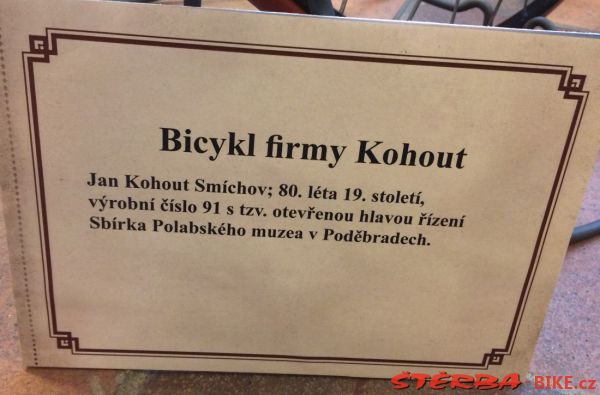 Bicykl firmy Kohout
Jan Kohout Smíchov; 80. léta 19. století,
výrobní číslo 91 s tzv. otevřenou hlavou řízení
Sbírka Polabského muzea v Poděbradech.
ŠTĚRBA-BIKE.cz